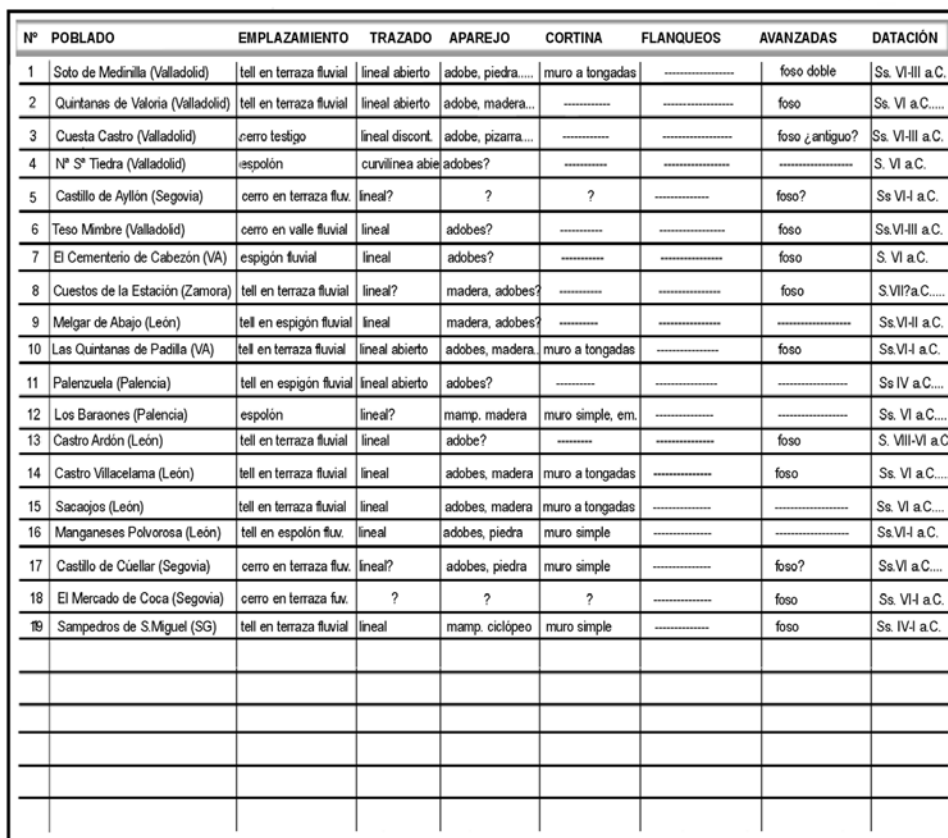 Nº POBLADO EMPLAZAMIENTO TRAZADO APAREJO CORTINA FLANQUEOS AVANZADAS DATACIÓN
1 Soto de Medinilla (Valladolid) tell en terraza fluvial lineal abierto adobe, piedra..... muro a tongadas ----------------- foso doble Ss. VI-III a.C.
2 Quintanas de Valoria (Valladolid) tell en terraza fluvial lineal abierto adobe, madera... ----------- ----------------- foso Ss. VI a.C.....
3 Cuesta Castro (Valladolid) cerro testigo lineal discont. adobe, pizarra.... ----------- ----------------- foso ¿antiguo? Ss. VI-III a.C.
4 Nª Sª Tiedra (Valladolid) espolón curvilínea abie adobes? ---------- ---------------- ------------------ S. VI a.C.
5 Castillo de Ayllón (Segovia) cerro en terraza fluv. lineal? ? ? ------------- foso? Ss VI-I a.C.
6 Teso Mimbre (Valladolid) cerro en valle fluvial lineal adobes? ---------- --------------- foso Ss.VI-III a.C.
7 El Cementerio de Cabezón (VA) espigón fluvial lineal adobes? ---------- --------------- foso S. VI a.C.
8 Cuestos de la Estación (Zamora) tell en terraza fluvial lineal? madera, adobes? ---------- --------------- foso S.VII?a.C.....
9 Melgar de Abajo (León) tell en espigón fluvial lineal madera, adobes? --------- --------------- ------------------ Ss.VI-II a.C.
10 Las Quintanas de Padilla (VA) tell en terraza fluvial lineal abierto adobes, madera. muro a tongadas --------------- foso Ss.VI-I a.C.
11 Palenzuela (Palencia) tell en espigón fluvial lineal abierto adobes? --------- -------------- ----------------- Ss IV a.C....
12 Los Baraones (Palencia) espolón lineal? mamp. madera muro simple, em. -------------- ----------------- Ss. VI a.C....
13 Castro Ardón (León) tell en terraza fluvial lineal adobe? --------- -------------- foso S. VIII-VI a.C
14 Castro Villacelama (León) tell en terraza fluvial lineal adobes, madera muro a tongadas -------------- foso Ss. VI a.C.....
15 Sacaojos (León) tell en terraza fluvial lineal adobes, madera muro a tongadas -------------- ------------------ Ss. VI a.C....
16 Manganeses Polvorosa (León) tell en espolón fluv. lineal adobes, piedra muro simple -------------- ------------------ Ss.VI-I a.C.
17 Castillo de Cúellar (Segovia) cerro en terraza fluv. lineal? adobes, piedra muro simple -------------- foso? Ss.VI a.C....
18 El Mercado de Coca (Segovia) cerro en terraza fuv. ? ? ? -------------- foso Ss. VI-I a.C.
19 Sampedros de S.Miguel (SG) tell en terraza fluvial lineal mamp. ciclópeo muro simple ------------- foso Ss. IV-I a.C.